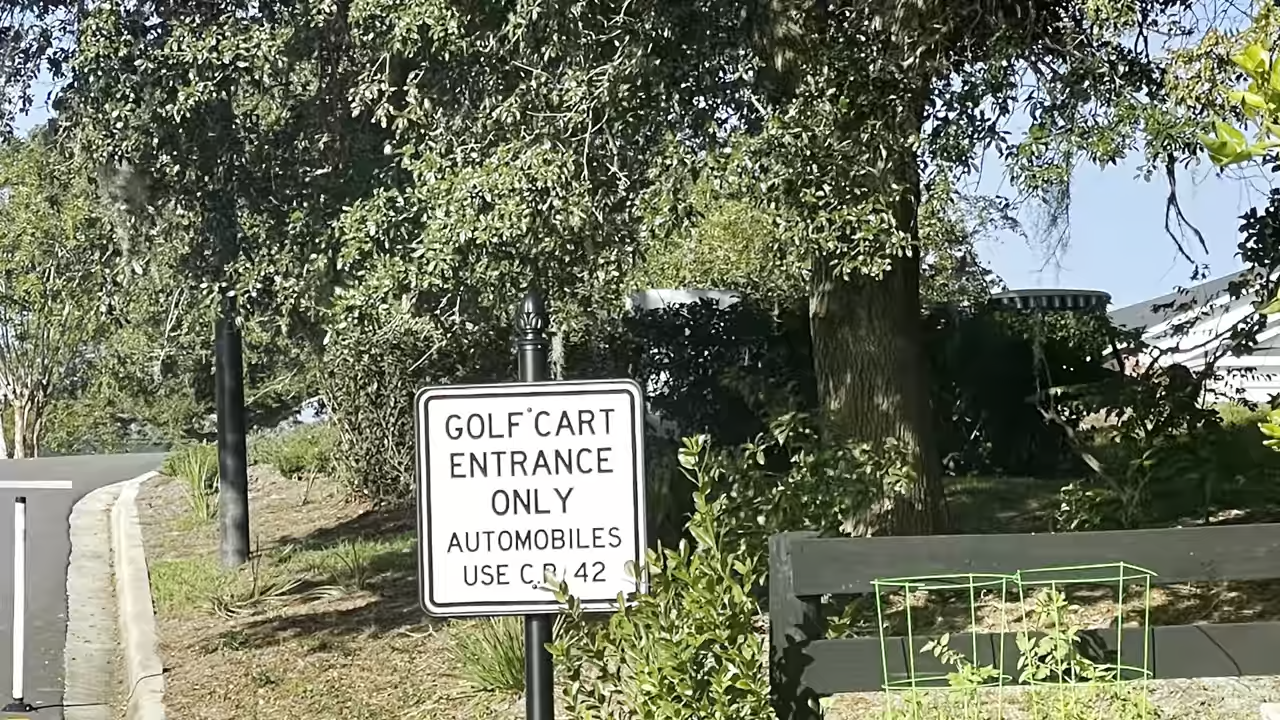 GOLF CART
ENTRANCE
ONLY
AUTOMOBILES
USE C.R. 42